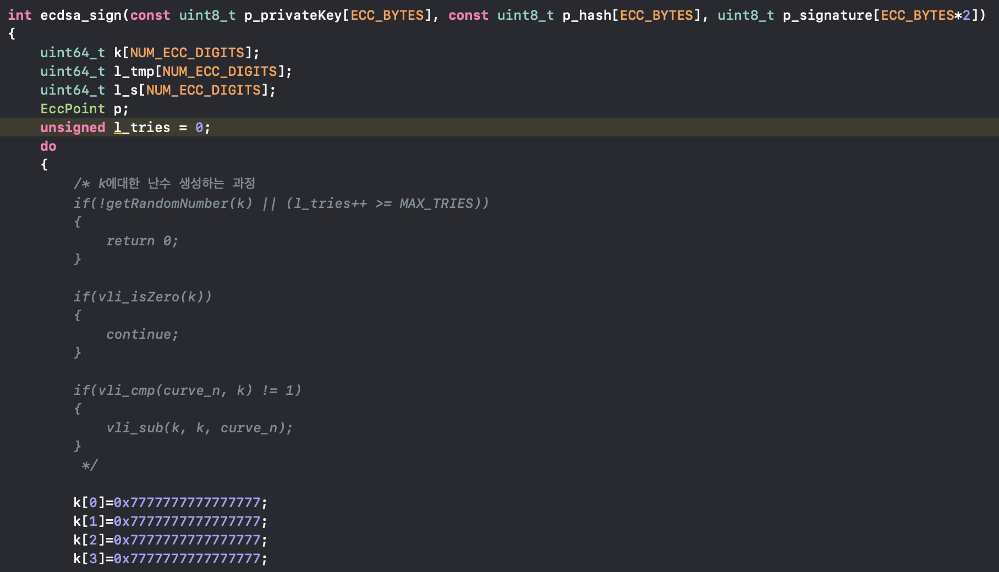 int ecdsa_sign(const uint8_t p_privateKey[ECC_BYTES], const uint8_t p_hash[ECC_BYTES], uint8_t p_signature[ECC_BYTES*2])
{
    uint64_t k[NUM_ECC_DIGITS];
    uint64_t l_tmp[NUM_ECC_DIGITS];
    uint64_t l_s[NUM_ECC_DIGITS];
    EccPoint p;
    unsigned l_tries = 0;
    do
    {
        /* k에대한 난수 생성하는 과정
        if(!getRandomNumber(k) || (l_tries++ >= MAX_TRIES))
        {
            return 0;
        }

        if(vli_isZero(k))
        {
            continue;
        }

        if(vli_cmp(curve_n, k) != 1)
        {
            vli_sub(k, k, curve_n);
        }
         */

        k[0]=0x7777777777777777;
        k[1]=0x7777777777777777;
        k[2]=0x7777777777777777;
        k[3]=0x7777777777777777;